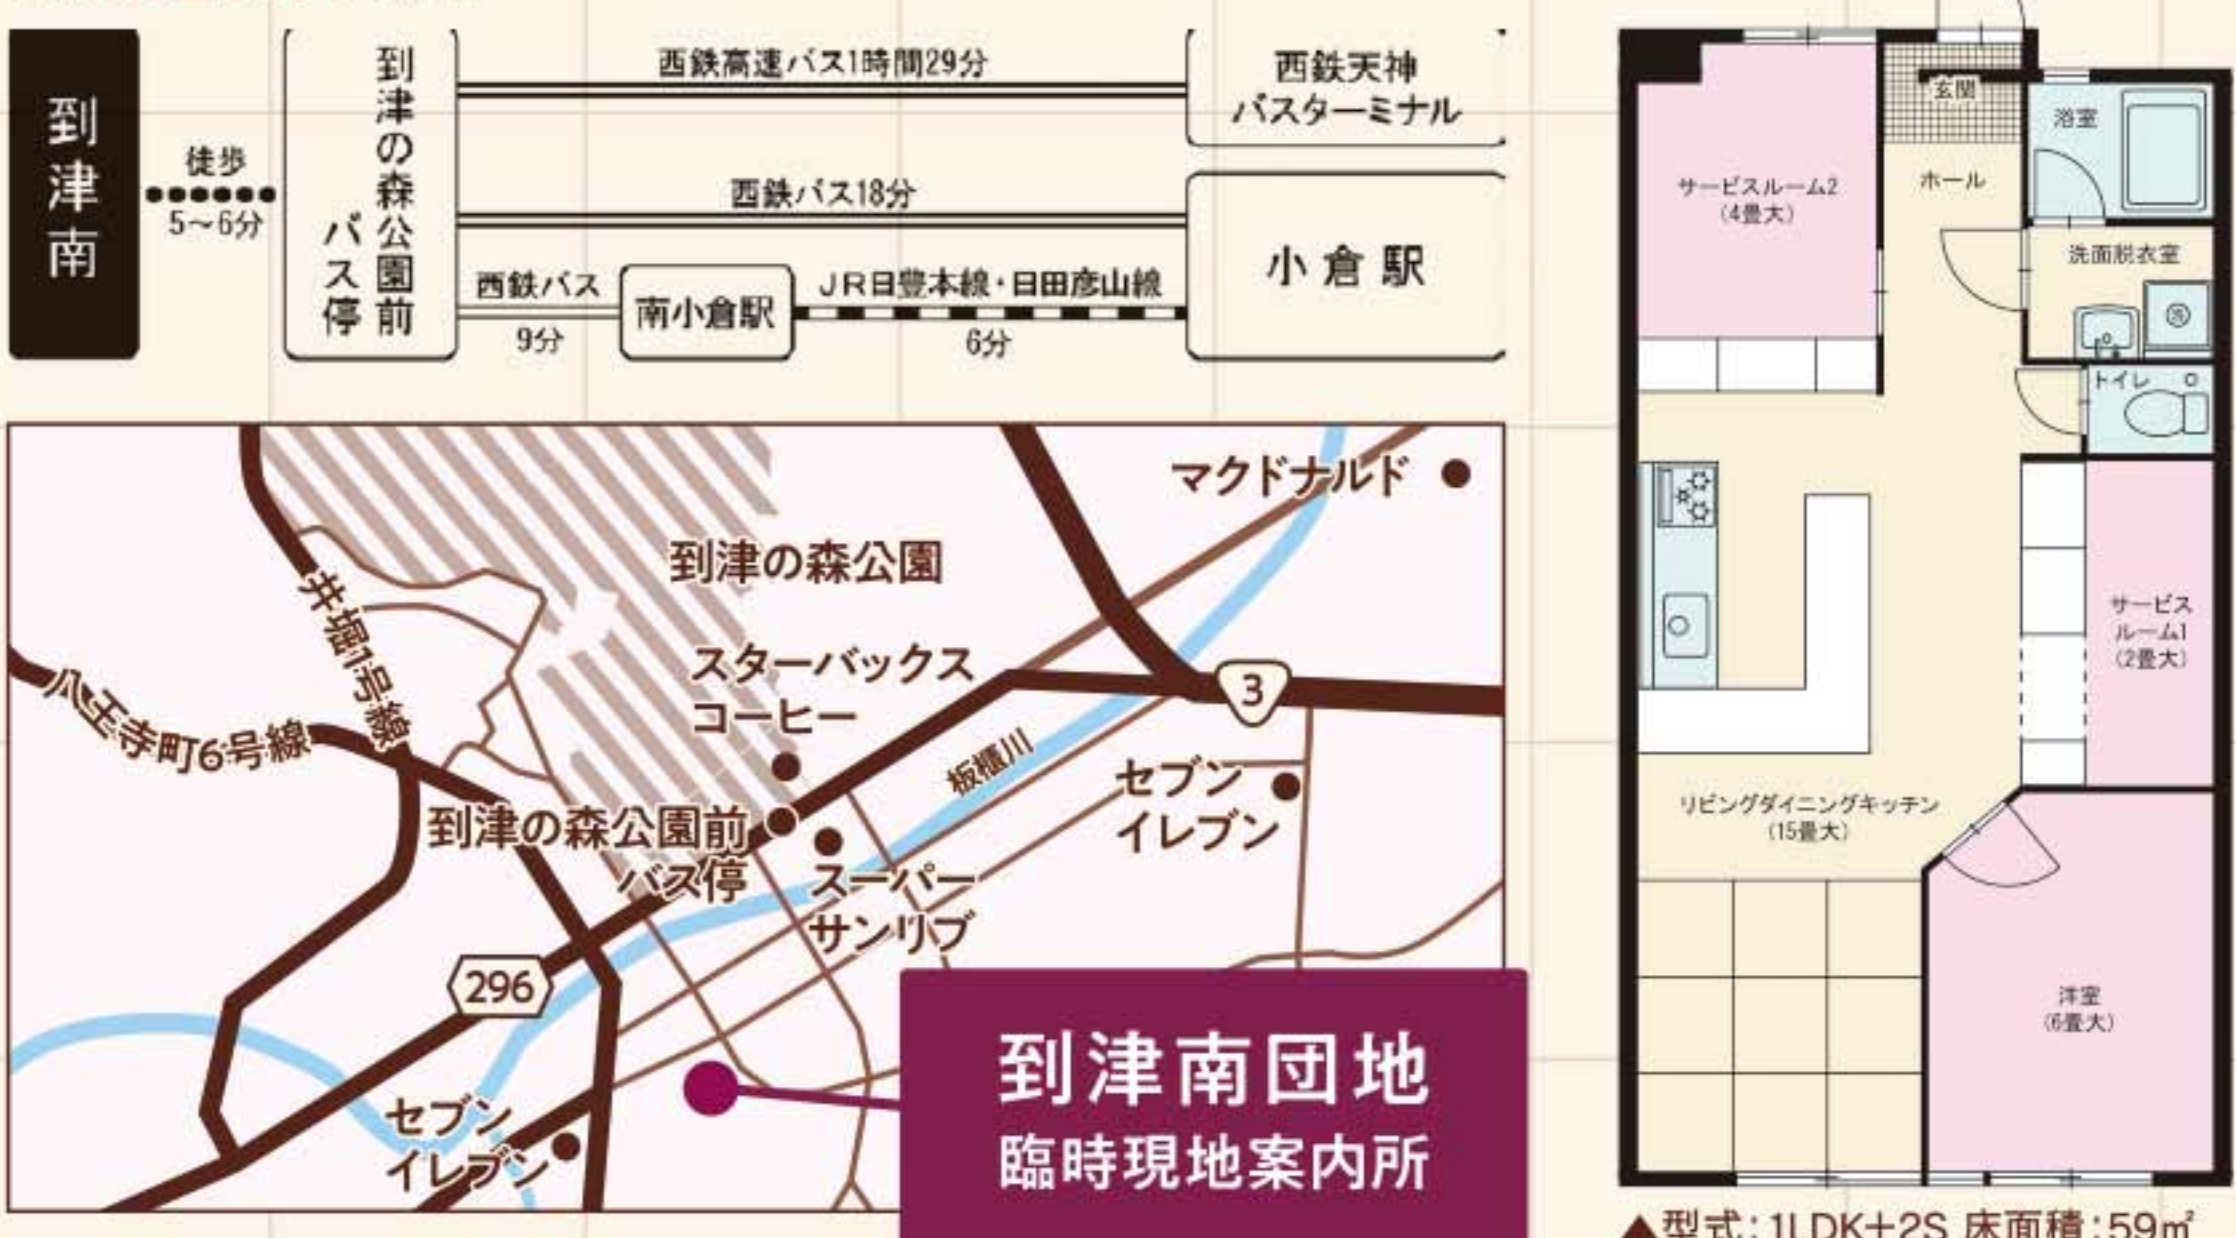 到津南
徒歩
5〜6分
到津の森公園前
バス停
西鉄高速バス1時間29分
西鉄天神
バスターミナル
西鉄バス18分
小倉駅
西鉄バス
9分
南小倉駅
JR日豊本線・日田彦山線
6分
マクドナルド
到津の森公園
井堀1号線
八王寺町6号線
スターバックス
コーヒー
3
板櫃川
セブン
イレブン
到津の森公園前
バス停
スーパー
サンリブ
296
セブン
イレブン
到津南団地
臨時現地案内所
玄関
浴室
サービスルーム2
(4畳大)
ホール
洗面脱衣室
洗
トイレ
サービス
ルーム1
(2畳大)
リビングダイニングキッチン
(15畳大)
洋室
(6畳大)
▲型式:1LDK+2S 床面積:59㎡